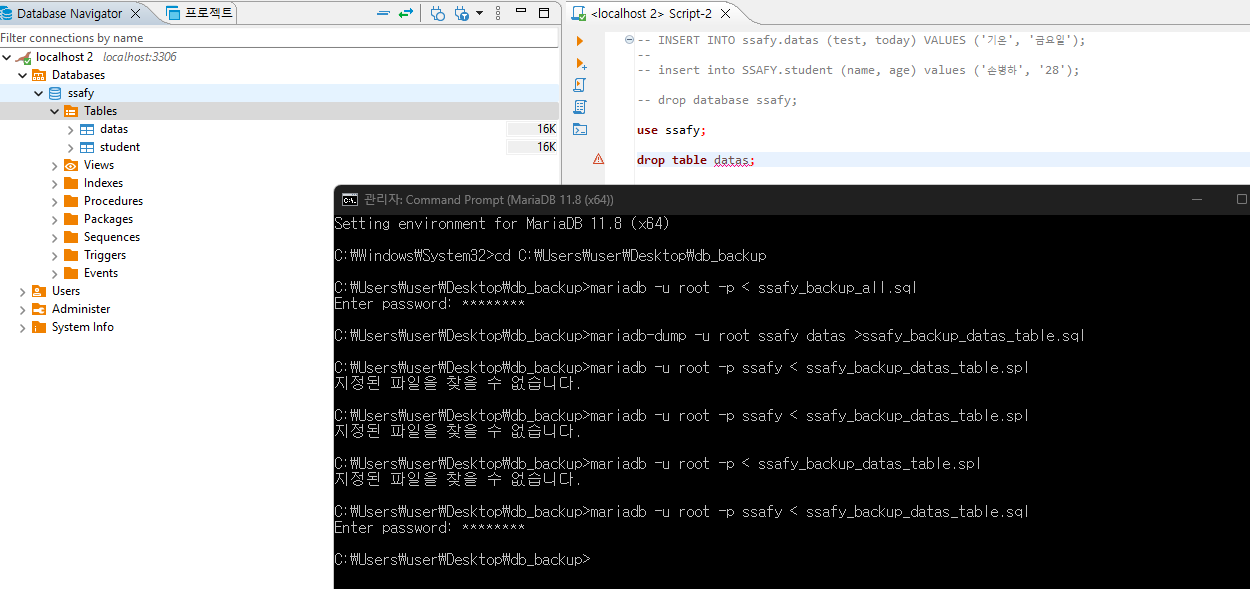 Database Navigator
프로젝트
Filter connections by name
localhost 2 localhost:3306
Databases
ssafy
Tables
datas 16K
student 16K
Views
Indexes
Procedures
Packages
Sequences
Triggers
Events
Users
Administer
System Info
<localhost 2> Script-2
-- INSERT INTO ssafy.datas (test, today) VALUES ('기온', '금요일');
--
-- insert into SSAFY.student (name, age) values ('손병하', '28');
-- drop database ssafy;
use ssafy;
drop table datas;
관리자: Command Prompt (MariaDB 11.8 (x64))
Setting environment for MariaDB 11.8 (x64)
C:₩Windows₩System32>cd C:₩Users₩user₩Desktop₩db_backup
C:₩Users₩user₩Desktop₩db_backup>mariadb -u root -p < ssafy_backup_all.sql
Enter password: ********
C:₩Users₩user₩Desktop₩db_backup>mariadb-dump -u root ssafy datas >ssafy_backup_datas_table.sql
C:₩Users₩user₩Desktop₩db_backup>mariadb -u root -p ssafy < ssafy_backup_datas_table.spl
지정된 파일을 찾을 수 없습니다.
C:₩Users₩user₩Desktop₩db_backup>mariadb -u root -p ssafy < ssafy_backup_datas_table.spl
지정된 파일을 찾을 수 없습니다.
C:₩Users₩user₩Desktop₩db_backup>mariadb -u root -p < ssafy_backup_datas_table.spl
지정된 파일을 찾을 수 없습니다.
C:₩Users₩user₩Desktop₩db_backup>mariadb -u root -p ssafy < ssafy_backup_datas_table.sql
Enter password: ********
C:₩Users₩user₩Desktop₩db_backup>